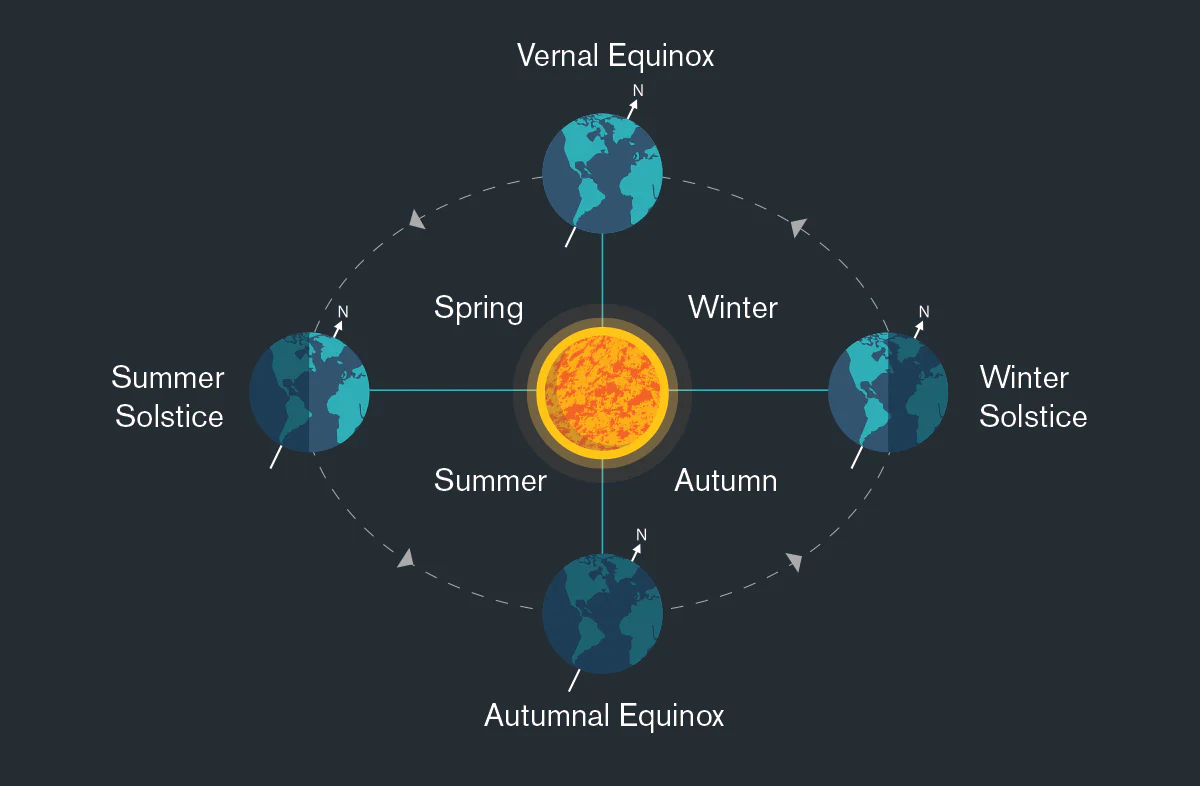 Vernal Equinox
N
Spring
Winter
N
N
Summer
Solstice
Winter
Solstice
Summer
Autumn
N
Autumnal Equinox